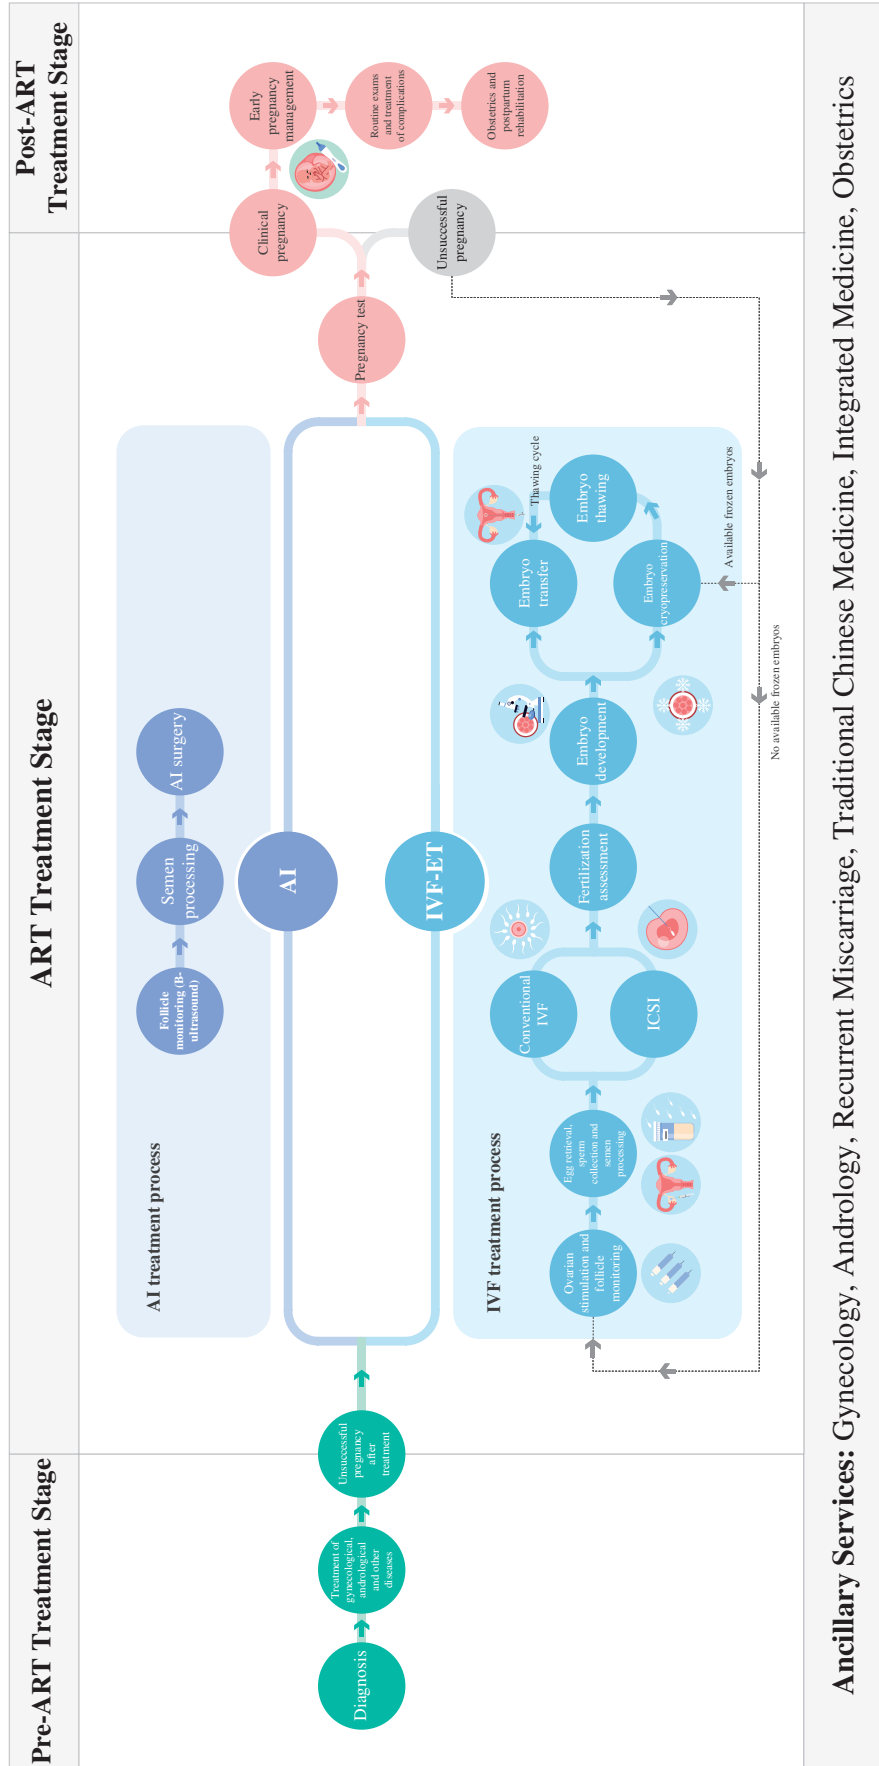 Pre-ART Treatment Stage
ART Treatment Stage
Post-ART
Treatment Stage
Diagnosis
Treatment of
gynecological,
andrological
and other
diseases
Unsuccessful
pregnancy
after
treatment
AI treatment process
Follicle
monitoring (B-
ultrasound)
Semen
processing
AI surgery
AI
IVF-ET
IVF treatment process
Ovarian
stimulation and
follicle
monitoring
Egg retrieval,
sperm
collection and
semen
processing
Conventional
IVF
ICSI
Fertilization
assessment
Embryo
development
Embryo
transfer
Embryo
cryopreservation
Embryo
thawing
Thawing cycle
Available frozen embryos
No available frozen embryos
Pregnancy test
Clinical
pregnancy
Unsuccessful
pregnancy
Early
pregnancy
management
Routine exams
and treatment
of complications
Obstetrics and
postpartum
rehabilitation
Ancillary Services: Gynecology, Andrology, Recurrent Miscarriage, Traditional Chinese Medicine, Integrated Medicine, Obstetrics